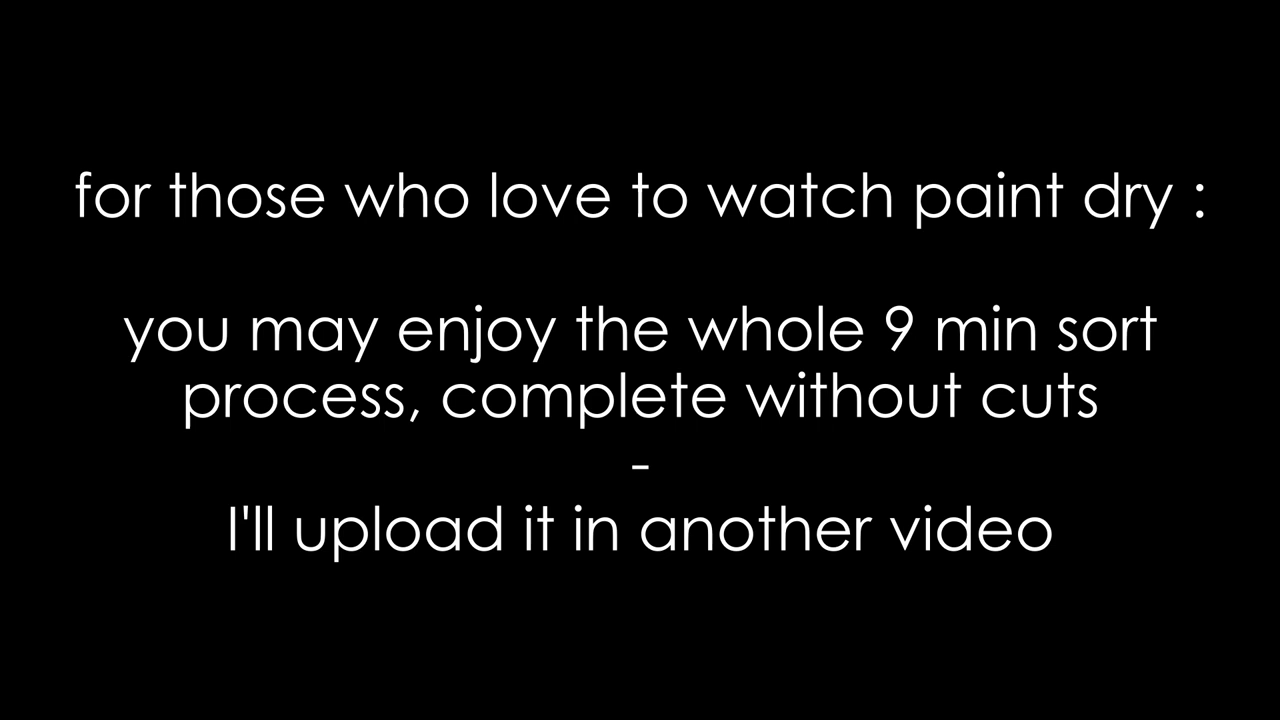 for those who love to watch paint dry :
you may enjoy the whole 9 min sort
process, complete without cuts
-
I'll upload it in another video